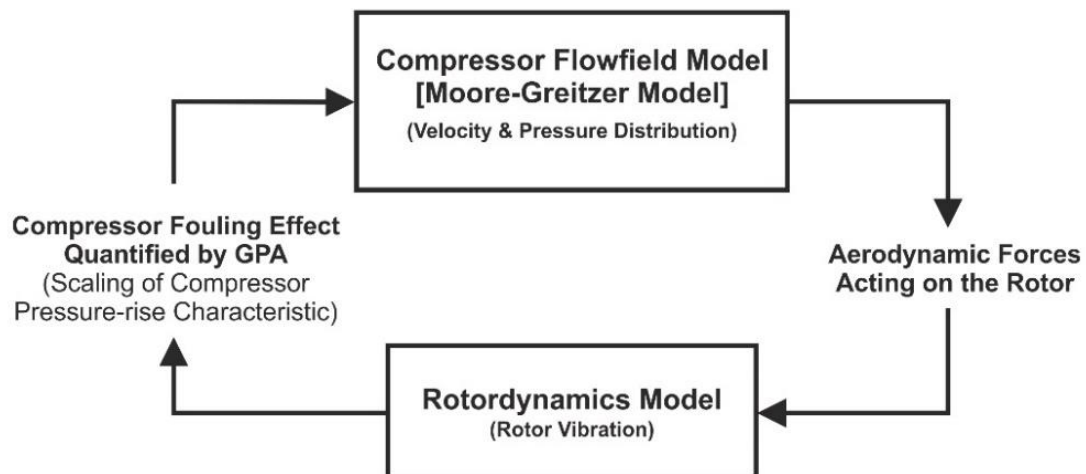 Compressor Flowfield Model
[Moore-Greitzer Model]
(Velocity & Pressure Distribution)
Compressor Fouling Effect
Quantified by GPA
(Scaling of Compressor
Pressure-rise Characteristic)
Aerodynamic Forces
Acting on the Rotor
Rotordynamics Model
(Rotor Vibration)